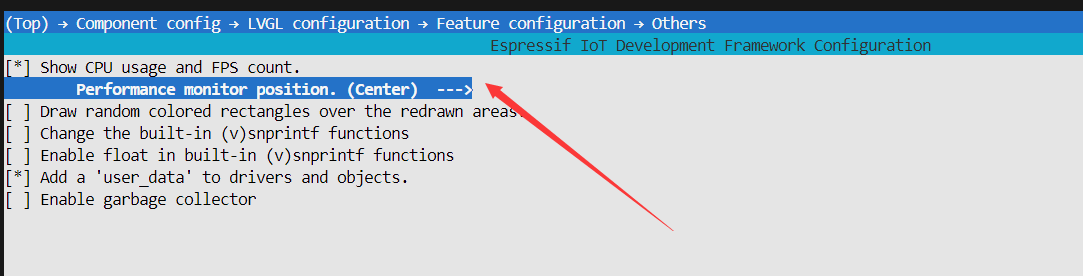 (Top) → Component config → LVGL configuration → Feature configuration → Others
Espressif IoT Development Framework Configuration
[*] Show CPU usage and FPS count.
Performance monitor position. (Center)  --->
[ ] Draw random colored rectangles over the redrawn areas.
[ ] Change the built-in (v)snprintf functions
[ ] Enable float in built-in (v)snprintf functions
[*] Add a 'user_data' to drivers and objects.
[ ] Enable garbage collector